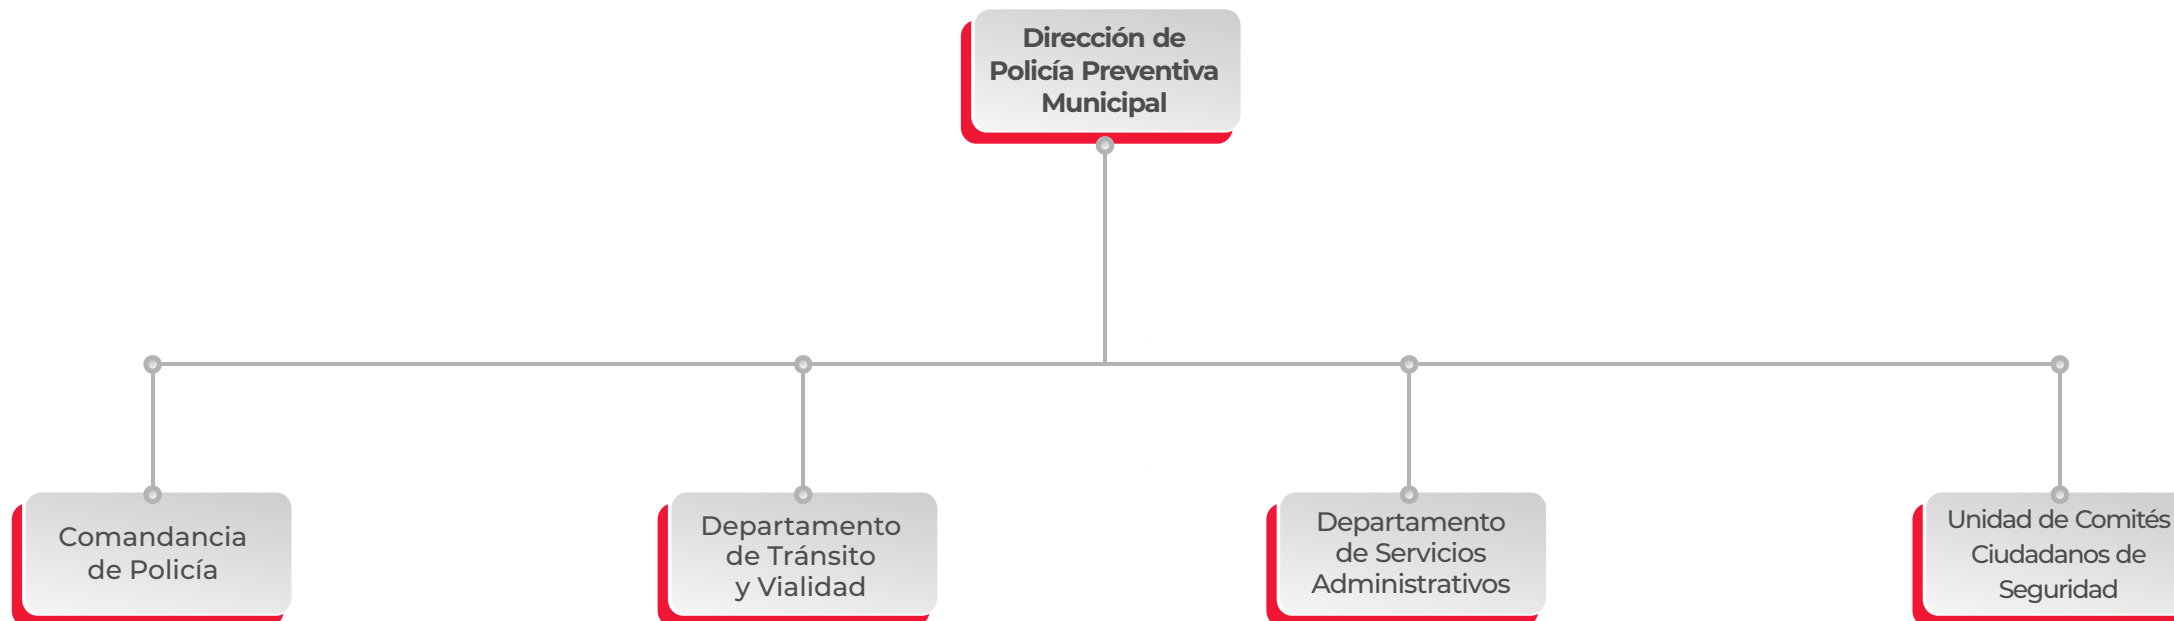 Dirección de
Policía Preventiva
Municipal
Comandancia
de Policía
Departamento
de Tránsito
y Vialidad
Departamento
de Servicios
Administrativos
Unidad de Comités
Ciudadanos de
Seguridad